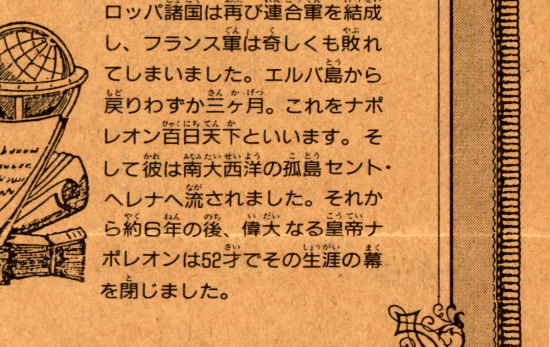 ロッパ諸国は再び連合軍を結成
し、フランス軍は奇しくも敗れ
てしまいました。エルバ島から
戻りわずか三ヶ月。これをナポ
レオン百日天下といいます。そ
して彼は南大西洋の孤島セント・
ヘレナへ流されました。それか
ら約6年の後、偉大なる皇帝ナ
ポレオンは52才でその生涯の幕
を閉じました。